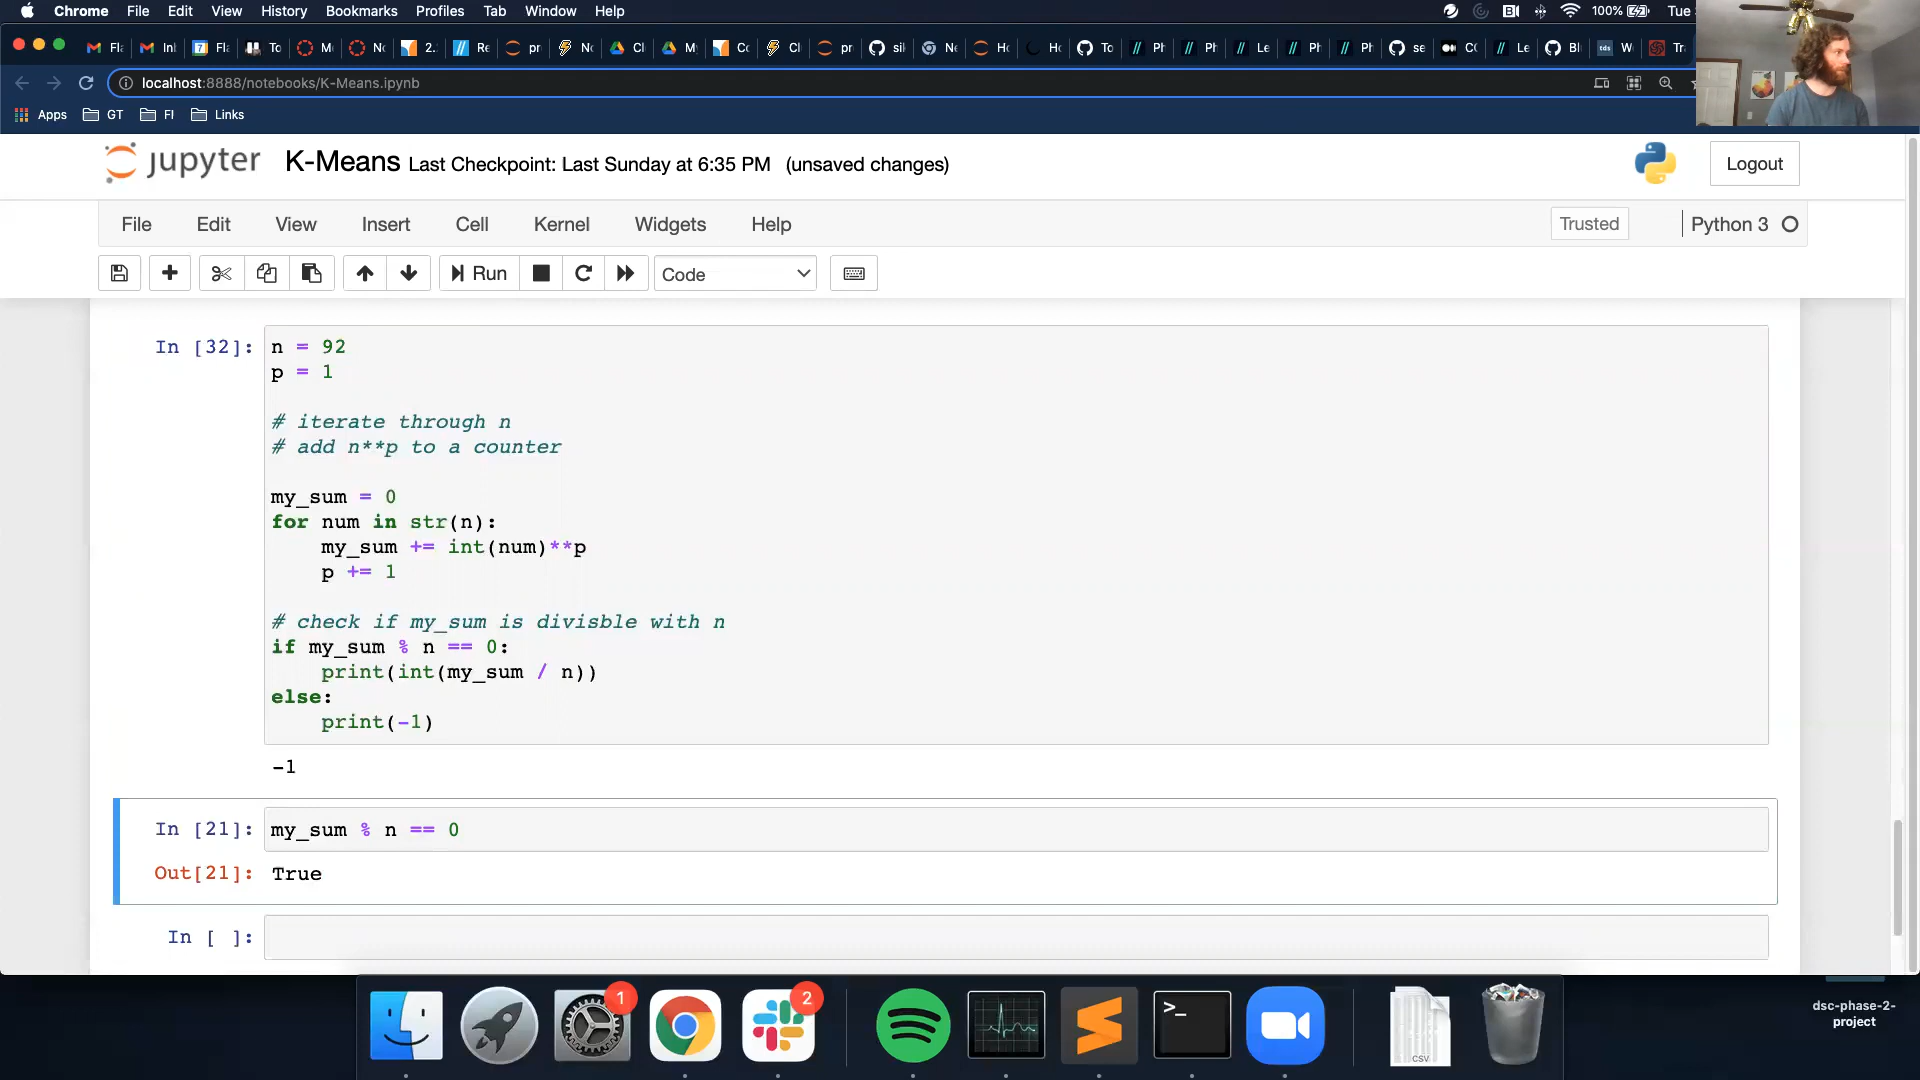 Chrome File Edit View History Bookmarks Profiles Tab Window Help 100% Tue
localhost:8888/notebooks/K-Means.ipynb
Apps GT FI Links
jupyter K-Means Last Checkpoint: Last Sunday at 6:35 PM (unsaved changes) Logout
File Edit View Insert Cell Kernel Widgets Help Trusted Python 3
Run Code
In [32]: n = 92
p = 1
# iterate through n
# add n**p to a counter
my_sum = 0
for num in str(n):
my_sum += int(num)**p
p += 1
# check if my_sum is divisble with n
if my_sum % n == 0:
print(int(my_sum / n))
else:
print(-1)
-1
In [21]: my_sum % n == 0
Out[21]: True
In [ ]:
1
2
CSV
dsc-phase-2-
project